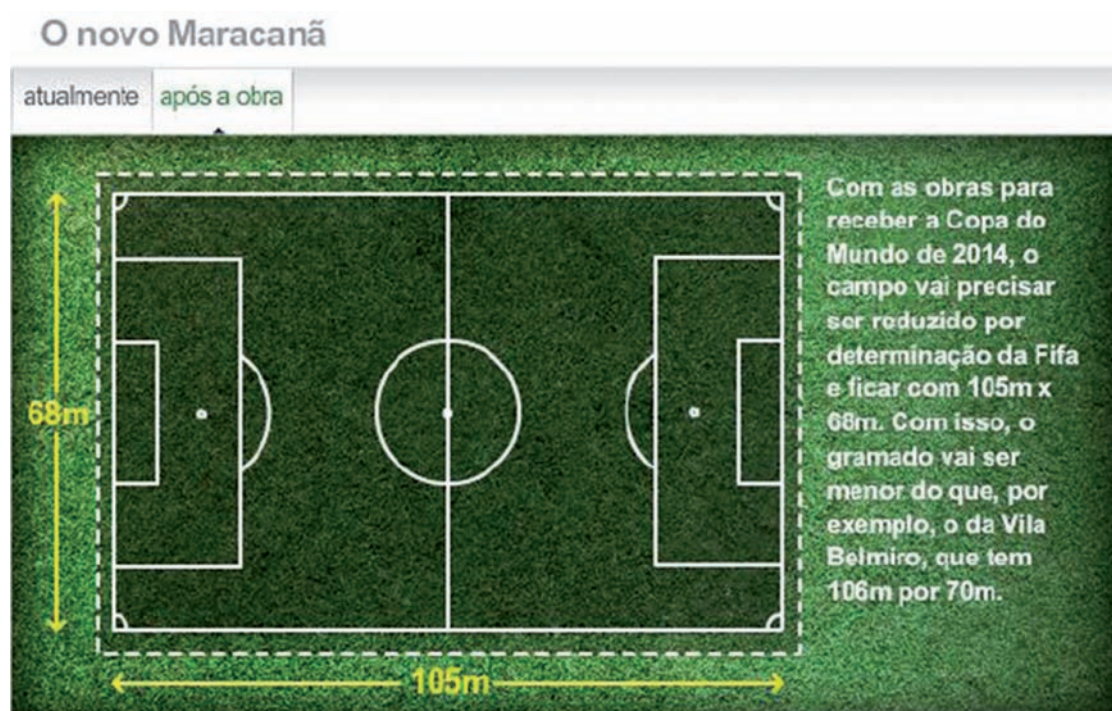 O novo Maracanã
atualmente
após a obra
68m
105m
Com as obras para
receber a Copa do
Mundo de 2014, o
campo vai precisar
ser reduzido por
determinação da Fifa
e ficar com 105m x
68m. Com isso, o
gramado vai ser
menor do que, por
exemplo, o da Vila
Belmiro, que tem
106m por 70m.